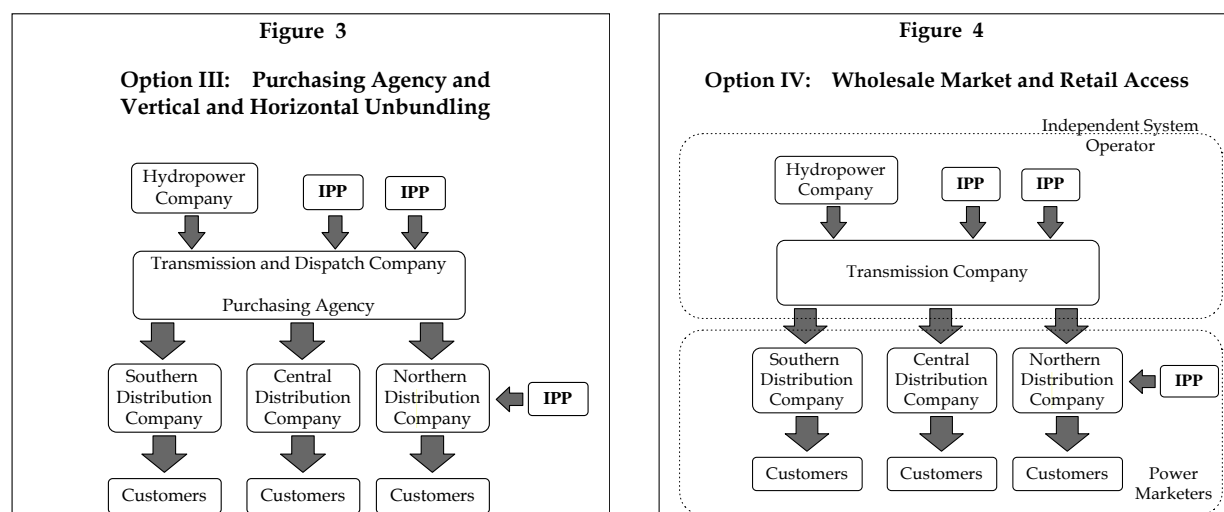 Figure 3
Option III: Purchasing Agency and
Vertical and Horizontal Unbundling
Hydropower
Company
IPP
IPP
Transmission and Dispatch Company
Purchasing Agency
Southern
Distribution
Company
Central
Distribution
Company
Northern
Distribution
Company
IPP
Customers
Customers
Customers
Figure 4
Option IV: Wholesale Market and Retail Access
Independent System
Operator
Hydropower
Company
IPP
IPP
Transmission Company
Southern
Distribution
Company
Central
Distribution
Company
Northern
Distribution
Company
IPP
Customers
Customers
Customers
Power
Marketers